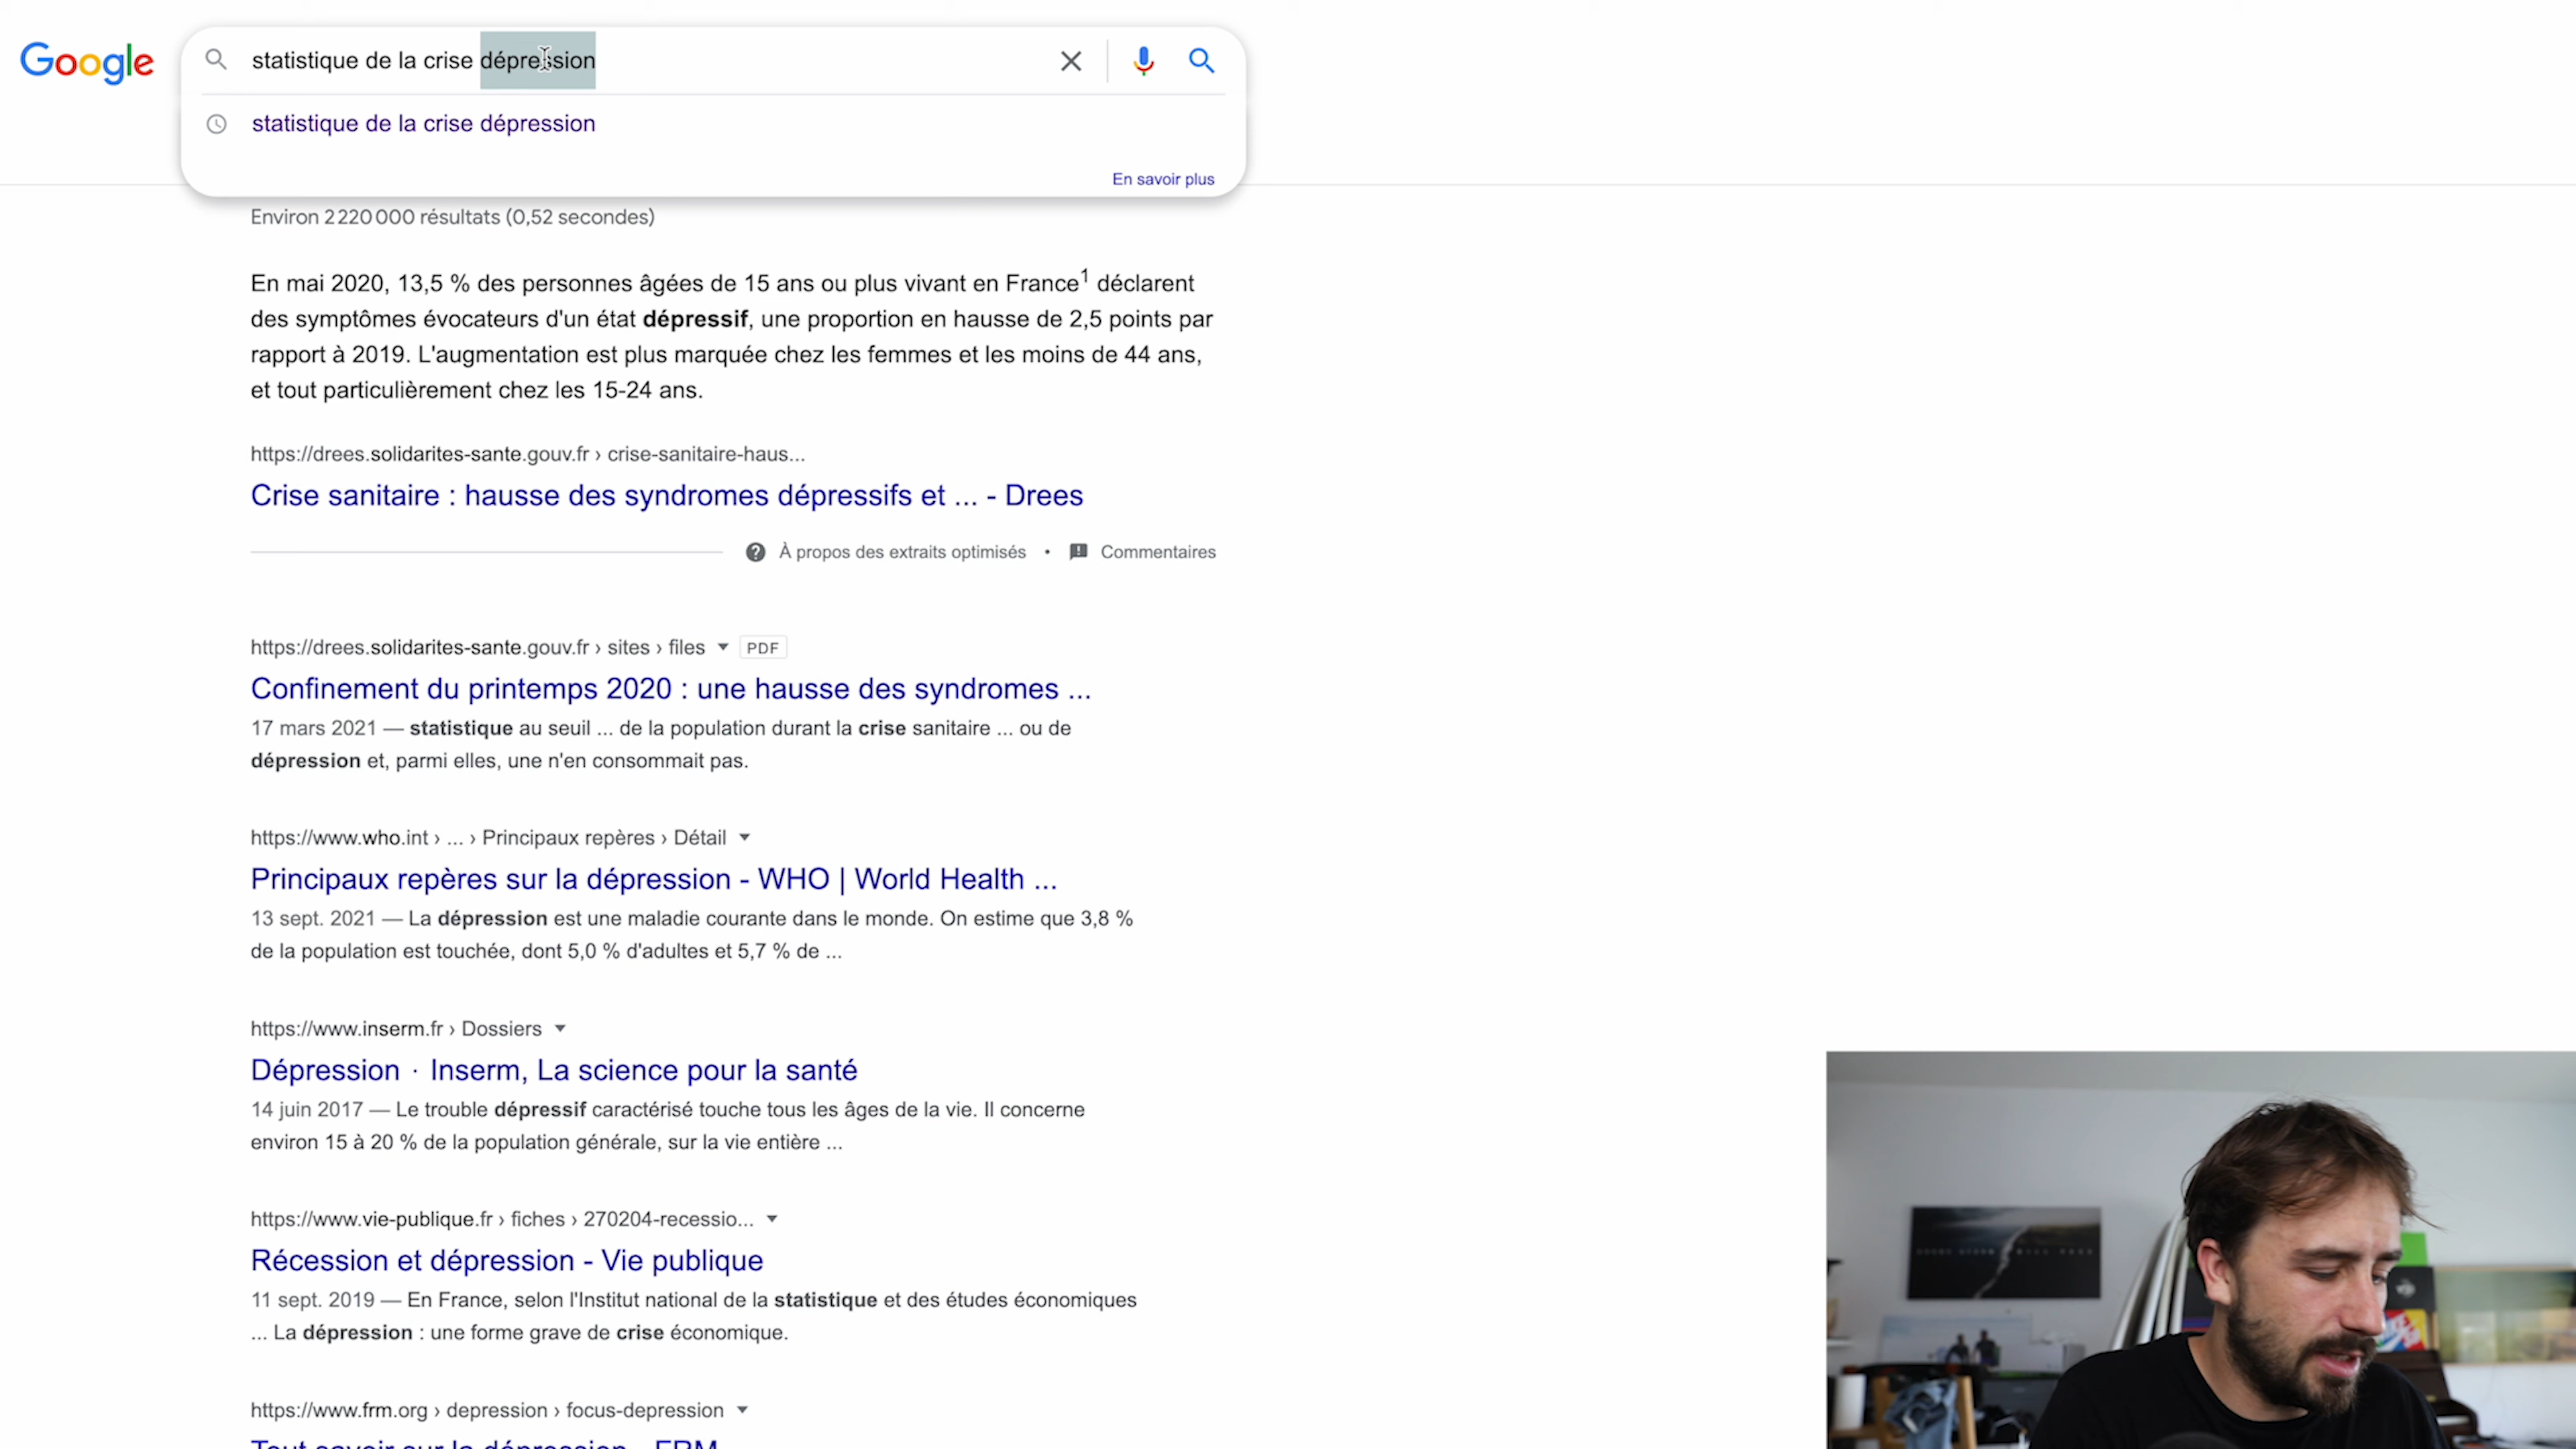 Google
statistique de la crise dépression
statistique de la crise dépression
En savoir plus
Environ 2 220 000 résultats (0,52 secondes)
En mai 2020, 13,5 % des personnes âgées de 15 ans ou plus vivant en France¹ déclarent
des symptômes évocateurs d'un état dépressif, une proportion en hausse de 2,5 points par
rapport à 2019. L'augmentation est plus marquée chez les femmes et les moins de 44 ans,
et tout particulièrement chez les 15-24 ans.
https://drees.solidarites-sante.gouv.fr › crise-sanitaire-haus...
Crise sanitaire : hausse des syndromes dépressifs et ... - Drees
À propos des extraits optimisés • Commentaires
https://drees.solidarites-sante.gouv.fr › sites › files PDF
Confinement du printemps 2020 : une hausse des syndromes ...
17 mars 2021 — statistique au seuil ... de la population durant la crise sanitaire ... ou de
dépression et, parmi elles, une n'en consommait pas.
https://www.who.int › ... › Principaux repères › Détail
Principaux repères sur la dépression - WHO | World Health ...
13 sept. 2021 — La dépression est une maladie courante dans le monde. On estime que 3,8 %
de la population est touchée, dont 5,0 % d'adultes et 5,7 % de ...
https://www.inserm.fr › Dossiers
Dépression · Inserm, La science pour la santé
14 juin 2017 — Le trouble dépressif caractérisé touche tous les âges de la vie. Il concerne
environ 15 à 20 % de la population générale, sur la vie entière ...
https://www.vie-publique.fr › fiches › 270204-recessio...
Récession et dépression - Vie publique
11 sept. 2019 — En France, selon l'Institut national de la statistique et des études économiques
... La dépression : une forme grave de crise économique.
https://www.frm.org › depression › focus-depression
Tout savoir sur la dépression - FRM